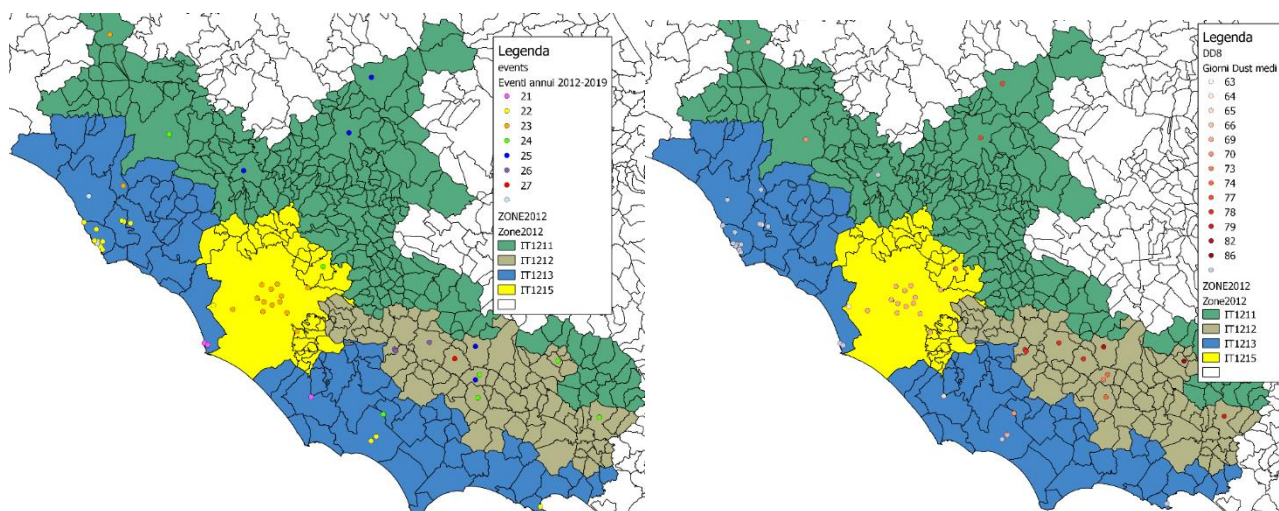 Legenda
events
Eventi annui 2012-2019
21
22
23
24
25
26
27
ZONE2012
Zone2012
IT1211
IT1212
IT1213
IT1215
Legenda
DD8
Giorni Dust medi
63
64
65
66
69
70
73
74
77
78
79
82
86
ZONE2012
Zone2012
IT1211
IT1212
IT1213
IT1215